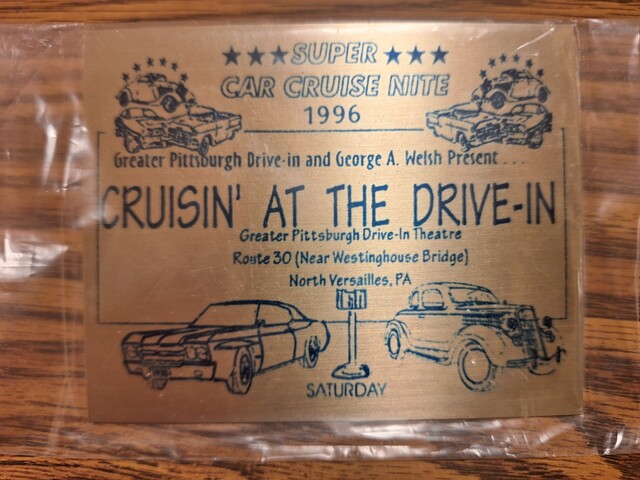 ★★★SUPER★★★
CAR CRUISE NITE
1996
Greater Pittsburgh Drive-in and George A. Welsh Present . . .
CRUISIN' AT THE DRIVE-IN
Greater Pittsburgh Drive-In Theatre
Route 30 (Near Westinghouse Bridge)
North Versailles, PA
SATURDAY